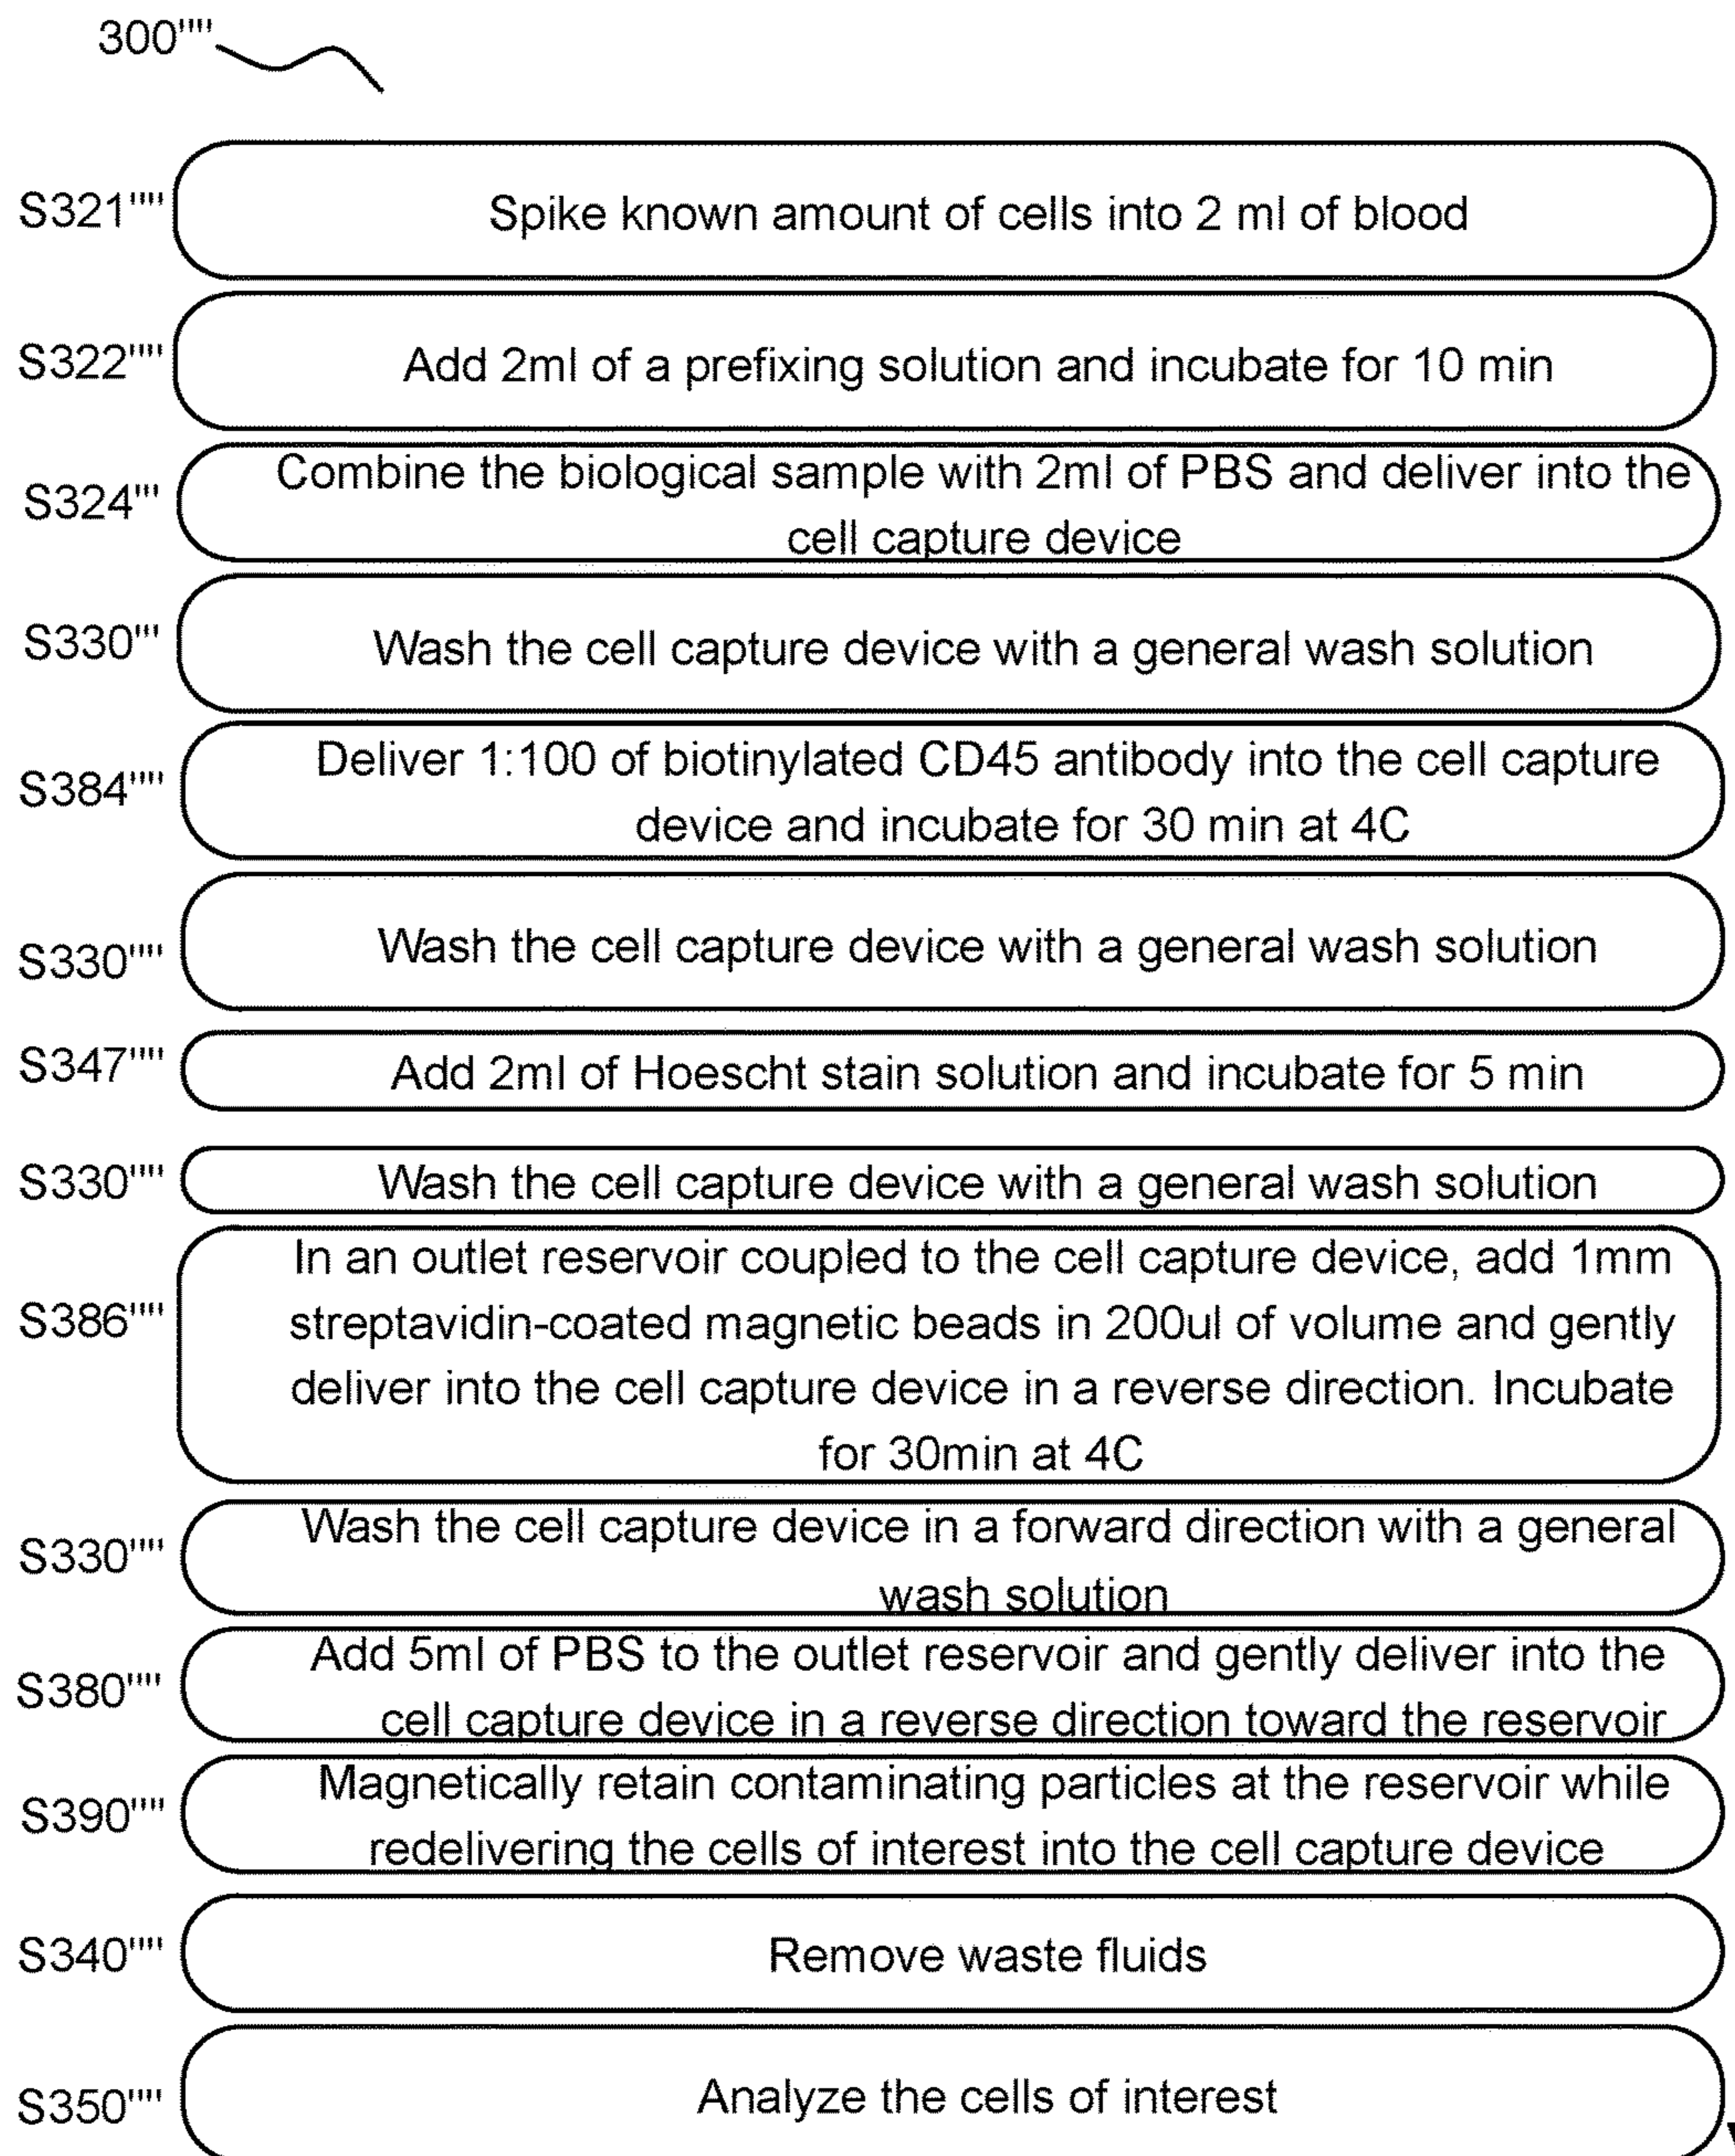 300''''
S321'''' Spike known amount of cells into 2 ml of blood
S322'''' Add 2ml of a prefixing solution and incubate for 10 min
S324''' Combine the biological sample with 2ml of PBS and deliver into the
cell capture device
S330''' Wash the cell capture device with a general wash solution
S384'''' Deliver 1:100 of biotinylated CD45 antibody into the cell capture
device and incubate for 30 min at 4C
S330'''' Wash the cell capture device with a general wash solution
S347'''' Add 2ml of Hoescht stain solution and incubate for 5 min
S330'''' Wash the cell capture device with a general wash solution
S386'''' In an outlet reservoir coupled to the cell capture device, add 1mm
streptavidin-coated magnetic beads in 200ul of volume and gently
deliver into the cell capture device in a reverse direction. Incubate
for 30min at 4C
S330'''' Wash the cell capture device in a forward direction with a general
wash solution
S380'''' Add 5ml of PBS to the outlet reservoir and gently deliver into the
cell capture device in a reverse direction toward the reservoir
S390'''' Magnetically retain contaminating particles at the reservoir while
redelivering the cells of interest into the cell capture device
S340'''' Remove waste fluids
S350'''' Analyze the cells of interest